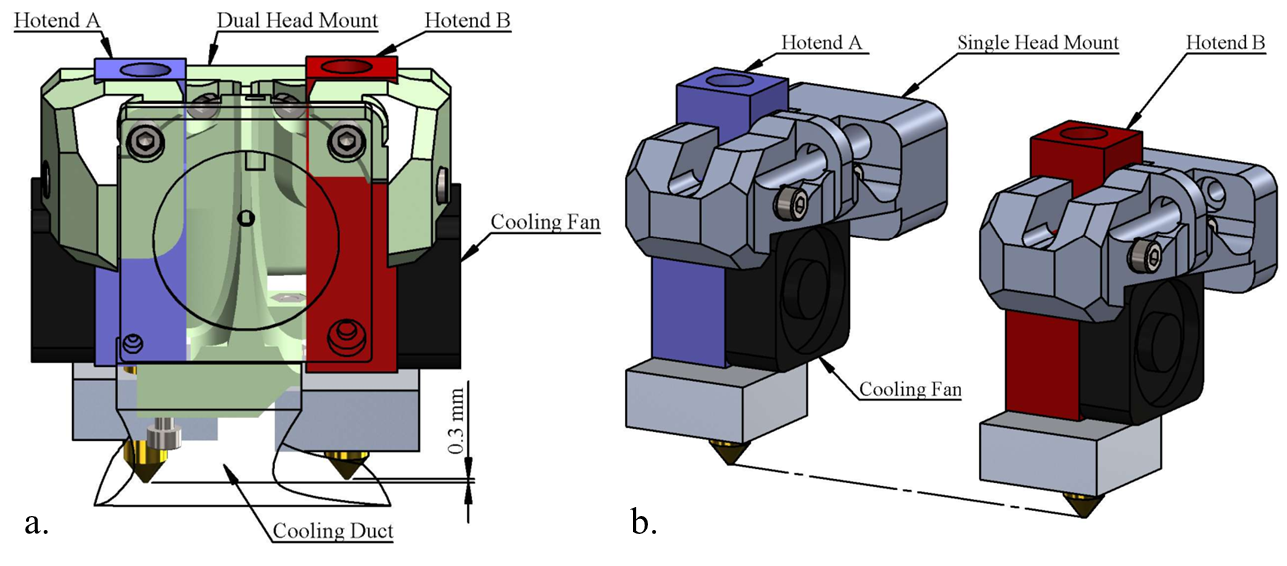 Hotend A
Dual Head Mount
Hotend B
Cooling Fan
0.3 mm
Cooling Duct
a.
Hotend A
Single Head Mount
Hotend B
Cooling Fan
b.